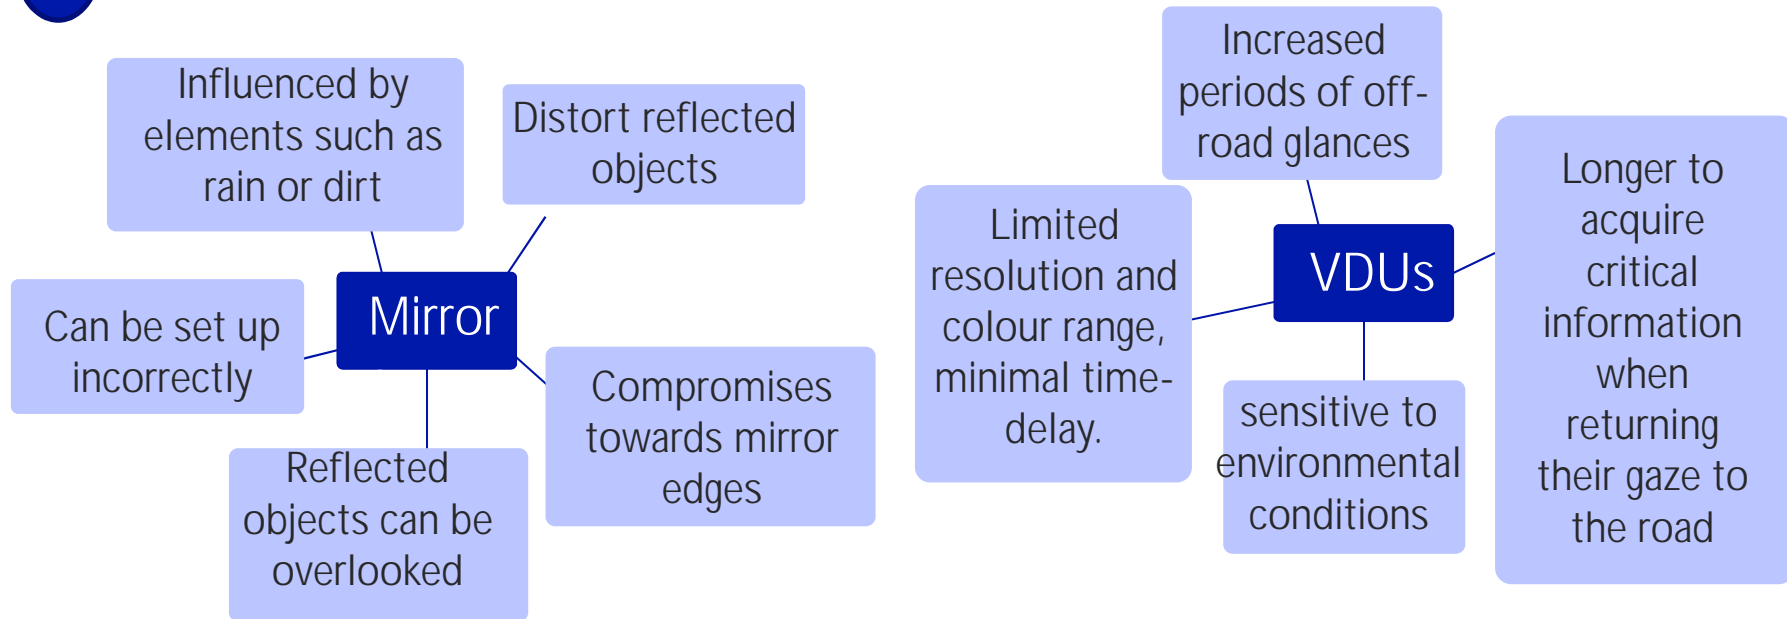 Influenced by
elements such as
rain or dirt
Distort reflected
objects
Mirror
Can be set up
incorrectly
Compromises
towards mirror
edges
Reflected
objects can be
overlooked
Increased
periods of off-
road glances
Longer to
acquire
critical
information
when
returning
their gaze to
the road
VDUs
Limited
resolution and
colour range,
minimal time-
delay.
sensitive to
environmental
conditions